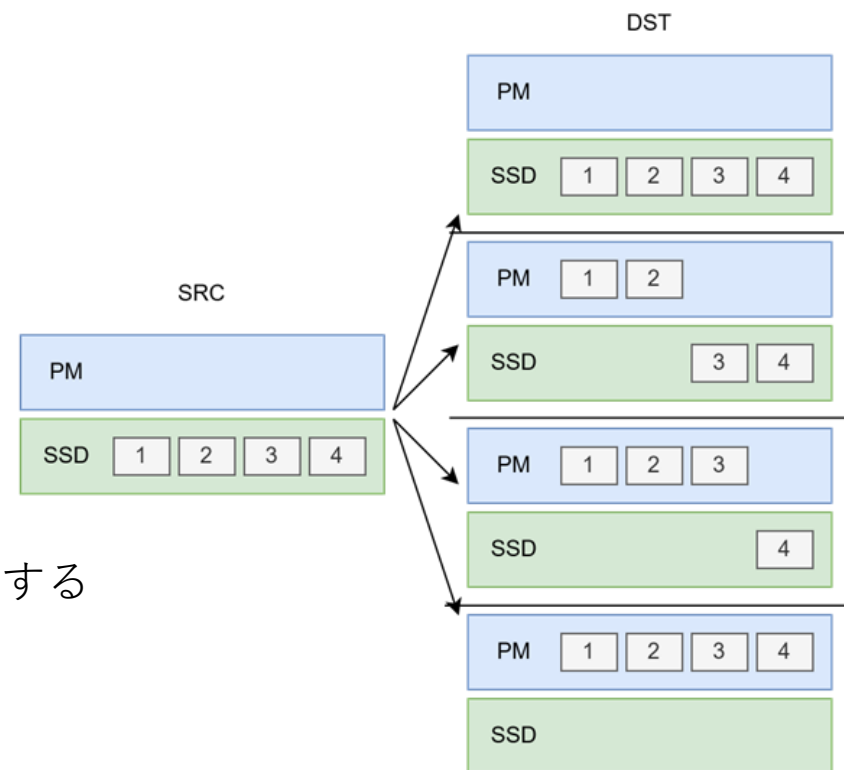 DST
PM
SSD 1 2 3 4
PM 1 2
SSD 3 4
PM 1 2 3
SSD 4
PM 1 2 3 4
SSD
SRC
PM
SSD 1 2 3 4
する